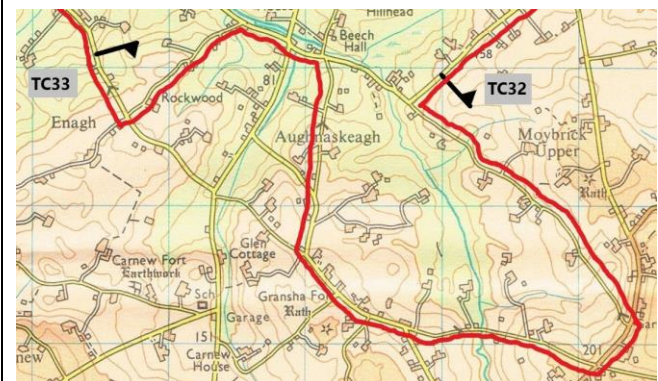 Hillhead
Beech
Hall
158
TC33
TC32
81
Rockwood
Enagh
Aughnaskeagh
Moybrick
Upper
Rath
Carnew Fort
Earthwork
Glen
Cottage
Sch
Gransha Fort
Rath
Garage
151
Carnew
House
201